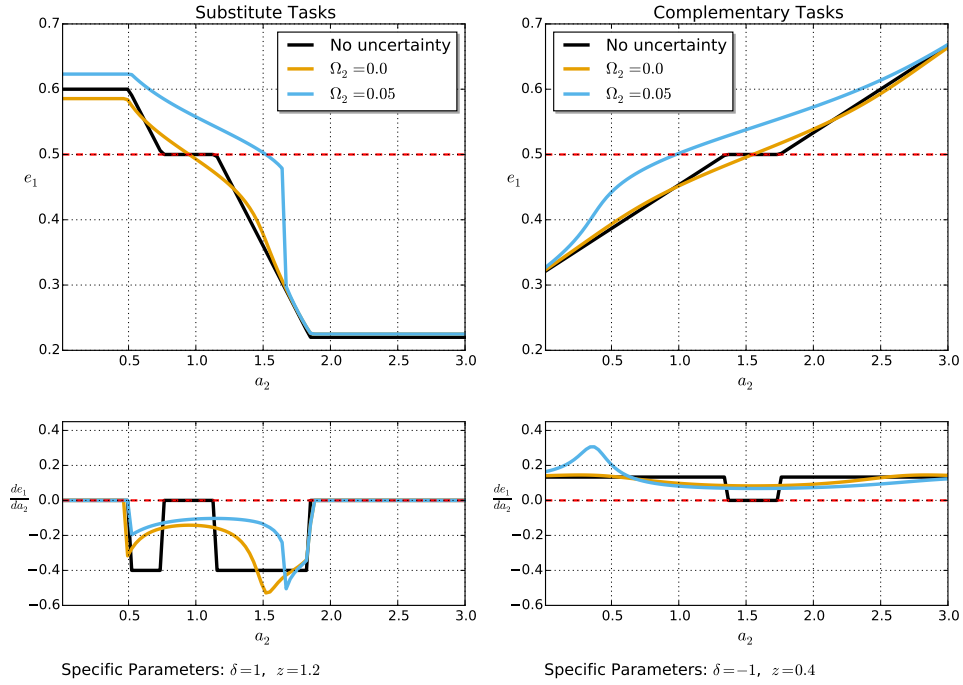 Substitute Tasks
0.7
0.6
0.5
0.4
0.3
0.2
e₁
No uncertainty
Ω₂ =0.0
Ω₂ =0.05
0.5 1.0 1.5 2.0 2.5 3.0
a₂
Complementary Tasks
0.7
0.6
0.5
0.4
0.3
0.2
e₁
No uncertainty
Ω₂ =0.0
Ω₂ =0.05
0.5 1.0 1.5 2.0 2.5 3.0
a₂
0.4
0.2
0.0
−0.2
−0.4
−0.6
de₁
da₂
0.5 1.0 1.5 2.0 2.5 3.0
a₂
Specific Parameters: δ=1, z=1.2
0.4
0.2
0.0
−0.2
−0.4
−0.6
de₁
da₂
0.5 1.0 1.5 2.0 2.5 3.0
a₂
Specific Parameters: δ=−1, z=0.4